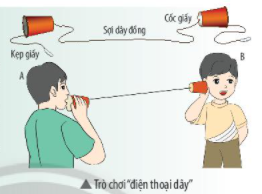 Cốc giấy
Sợi dây đồng
Kẹp giấy
A
B
▲ Trò chơi "điện thoại dây"